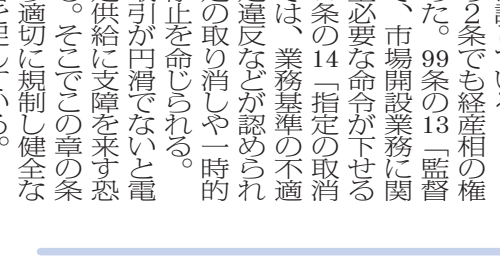 ２条でも経産相の権
った。99条の13「監督
、市場開設業務に関
必要な命令が下せる
条の14「指定の取消
は、業務基準の不適
違反などが認められ
の取り消しや一時的
止を命じられる。
引が円滑でないと電
供給に支障を来す恐
。そこでこの章の条
適切に規制し健全な